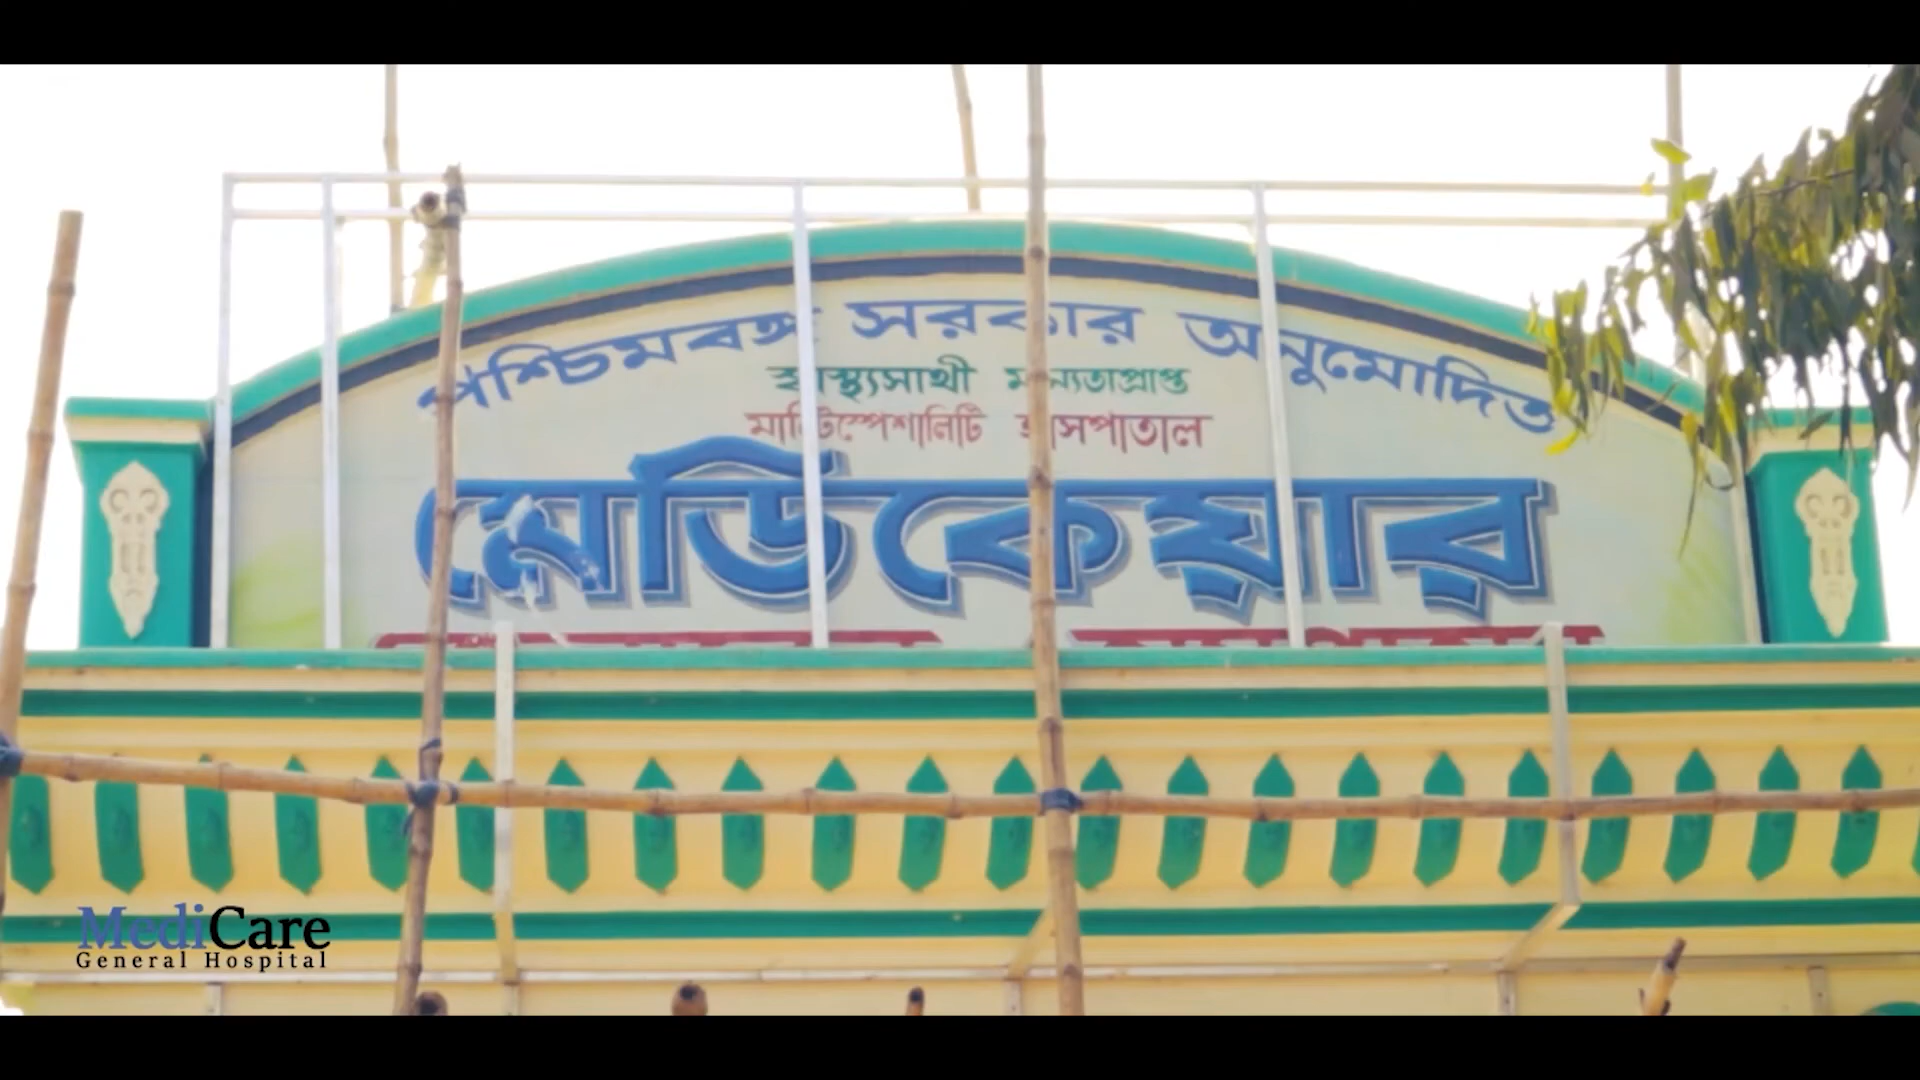 পশ্চিমবঙ্গ সরকার অনুমোদিত
স্বাস্থ্যসাথী মান্যতাপ্রাপ্ত
মাল্টিস্পেশালিটি হাসপাতাল
মেডিকেয়ার
MediCare
General Hospital